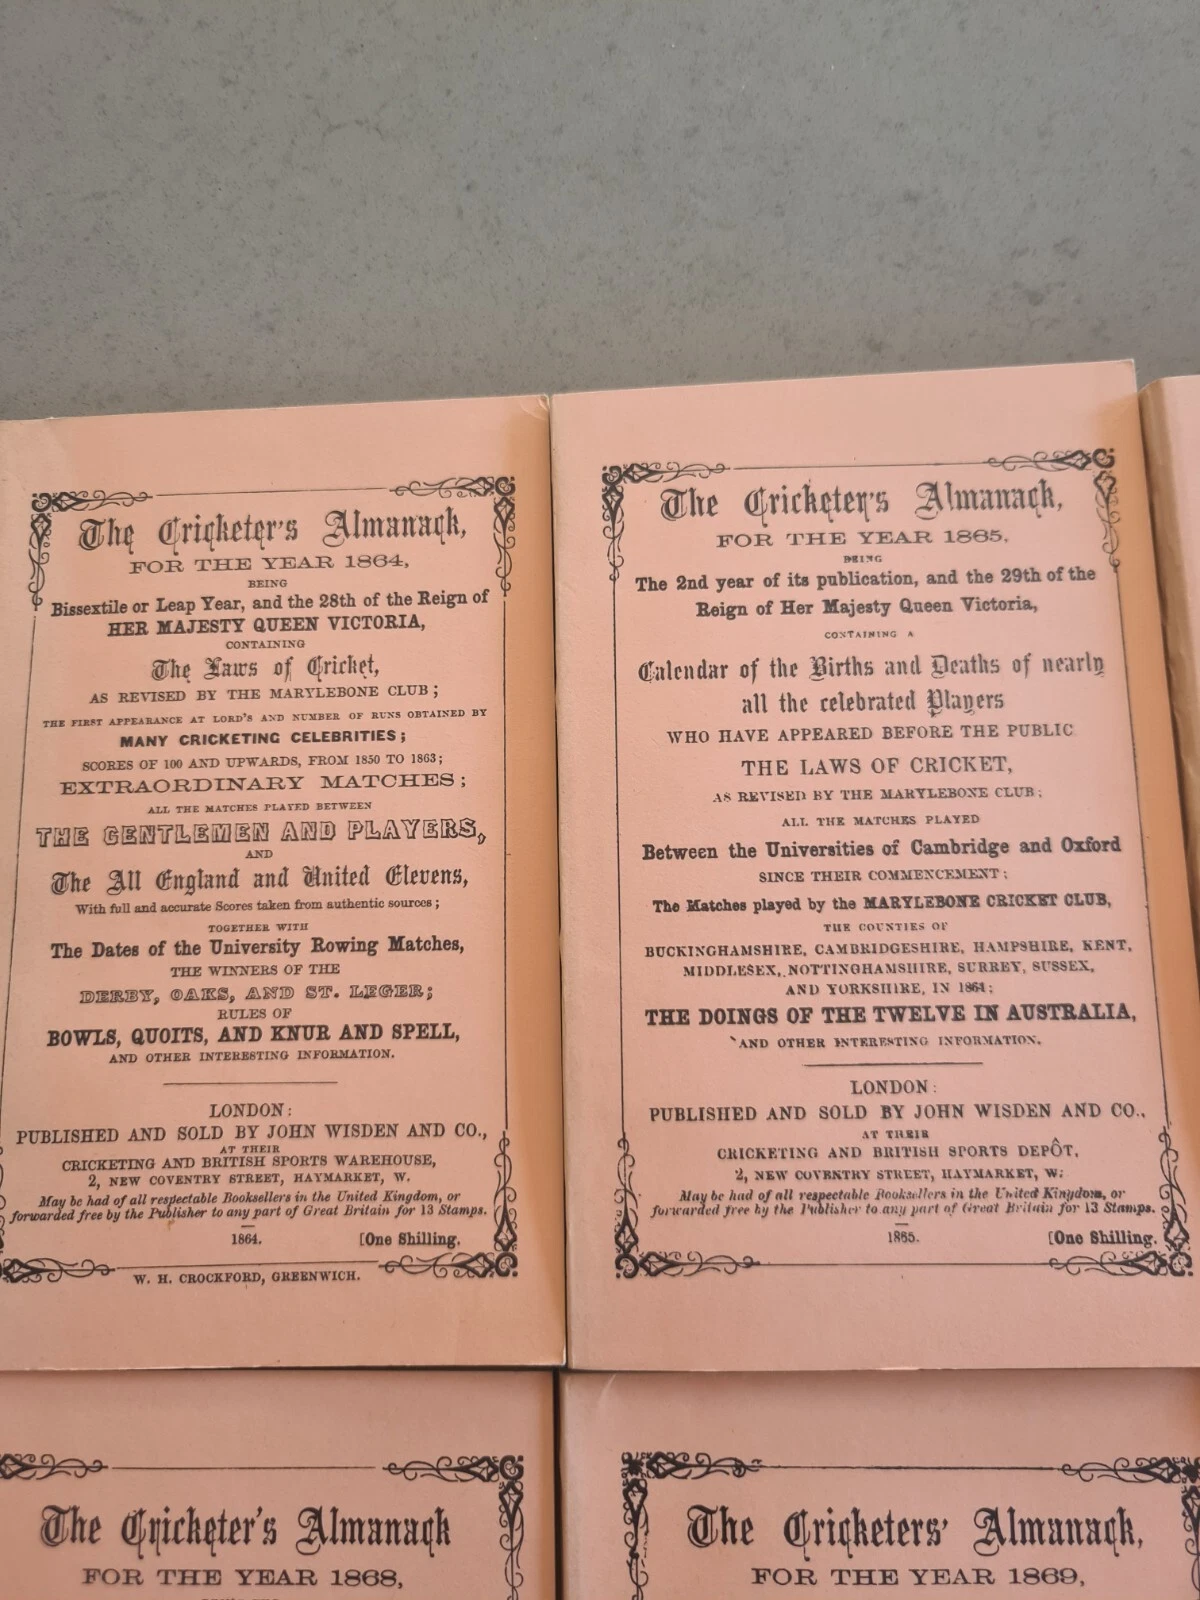 The Cricketer's Almanack,
FOR THE YEAR 1864,
BEING
Bissextile or Leap Year, and the 28th of the Reign of
HER MAJESTY QUEEN VICTORIA,
CONTAINING
The Laws of Cricket,
AS REVISED BY THE MARYLEBONE CLUB;
THE FIRST APPEARANCE AT LORD'S AND NUMBER OF RUNS OBTAINED BY
MANY CRICKETING CELEBRITIES;
SCORES OF 100 AND UPWARDS, FROM 1850 TO 1863;
EXTRAORDINARY MATCHES;
ALL THE MATCHES PLAYED BETWEEN
THE GENTLEMEN AND PLAYERS,
AND
The All England and United Elevens,
With full and accurate Scores taken from authentic sources;
TOGETHER WITH
The Dates of the University Rowing Matches,
THE WINNERS OF THE
DERBY, OAKS, AND ST. LEGER;
RULES OF
BOWLS, QUOITS, AND KNUR AND SPELL,
AND OTHER INTERESTING INFORMATION.
LONDON:
PUBLISHED AND SOLD BY JOHN WISDEN AND CO.,
AT THEIR
CRICKETING AND BRITISH SPORTS WAREHOUSE,
2, NEW COVENTRY STREET, HAYMARKET, W.
May be had of all respectable Booksellers in the United Kingdom, or
forwarded free by the Publisher to any part of Great Britain for 13 Stamps.
1864. [One Shilling.
W. H. CROCKFORD, GREENWICH.
The Cricketer's Almanack,
FOR THE YEAR 1865,
BEING
The 2nd year of its publication, and the 29th of the
Reign of Her Majesty Queen Victoria,
CONTAINING A
Calendar of the Births and Deaths of nearly
all the celebrated Players
WHO HAVE APPEARED BEFORE THE PUBLIC
THE LAWS OF CRICKET,
AS REVISED BY THE MARYLEBONE CLUB;
ALL THE MATCHES PLAYED
Between the Universities of Cambridge and Oxford
SINCE THEIR COMMENCEMENT;
The Matches played by the MARYLEBONE CRICKET CLUB,
THE COUNTIES OF
BUCKINGHAMSHIRE, CAMBRIDGESHIRE, HAMPSHIRE, KENT,
MIDDLESEX, NOTTINGHAMSHIRE, SURREY, SUSSEX,
AND YORKSHIRE, IN 1864;
THE DOINGS OF THE TWELVE IN AUSTRALIA,
AND OTHER INTERESTING INFORMATION.
LONDON:
PUBLISHED AND SOLD BY JOHN WISDEN AND CO.,
AT THEIR
CRICKETING AND BRITISH SPORTS DEPÔT,
2, NEW COVENTRY STREET, HAYMARKET, W.
May be had of all respectable Booksellers in the United Kingdom, or
forwarded free by the Publisher to any part of Great Britain for 13 Stamps.
1865. [One Shilling.
The Cricketer's Almanack
FOR THE YEAR 1868,
The Cricketers' Almanack,
FOR THE YEAR 1869,